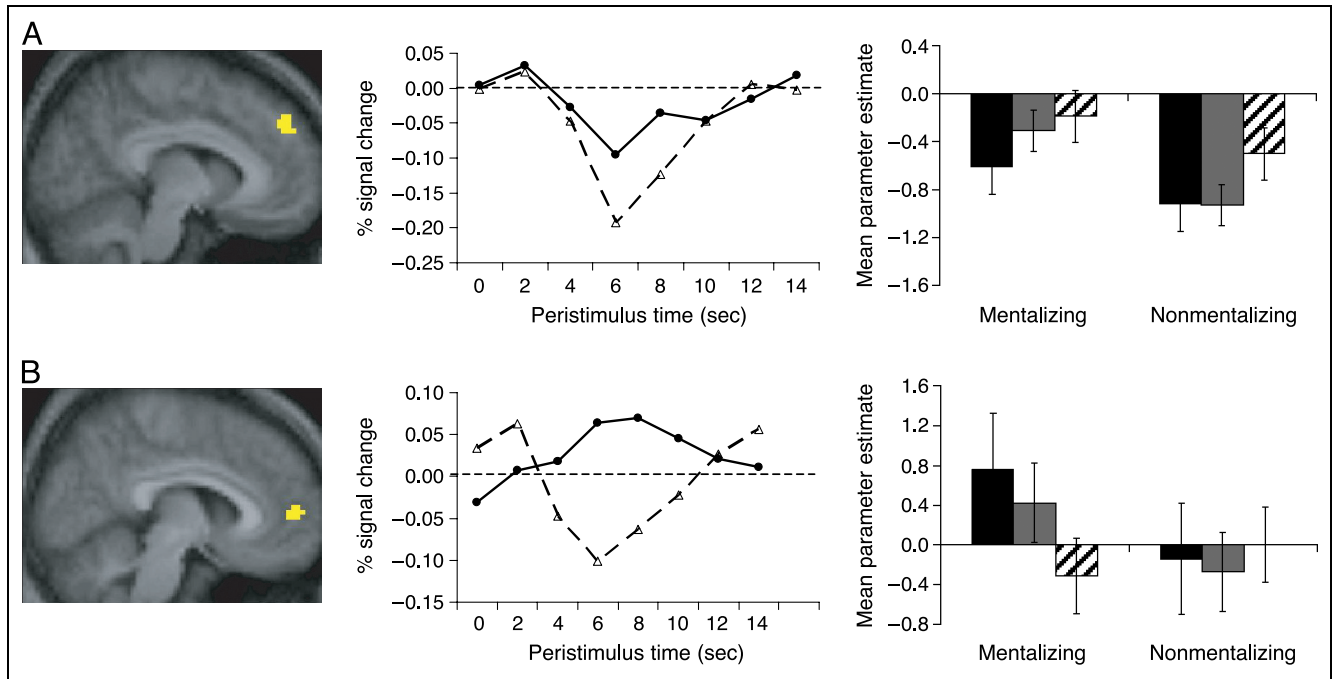 A
% signal change
0.05
0.00
−0.05
−0.10
−0.15
−0.20
−0.25
0 2 4 6 8 10 12 14
Peristimulus time (sec)
Mean parameter estimate
0.4
0.0
−0.4
−0.8
−1.2
−1.6
Mentalizing Nonmentalizing
B
% signal change
0.10
0.05
0.00
−0.05
−0.10
−0.15
0 2 4 6 8 10 12 14
Peristimulus time (sec)
Mean parameter estimate
1.6
1.2
0.8
0.4
0.0
−0.4
−0.8
Mentalizing Nonmentalizing